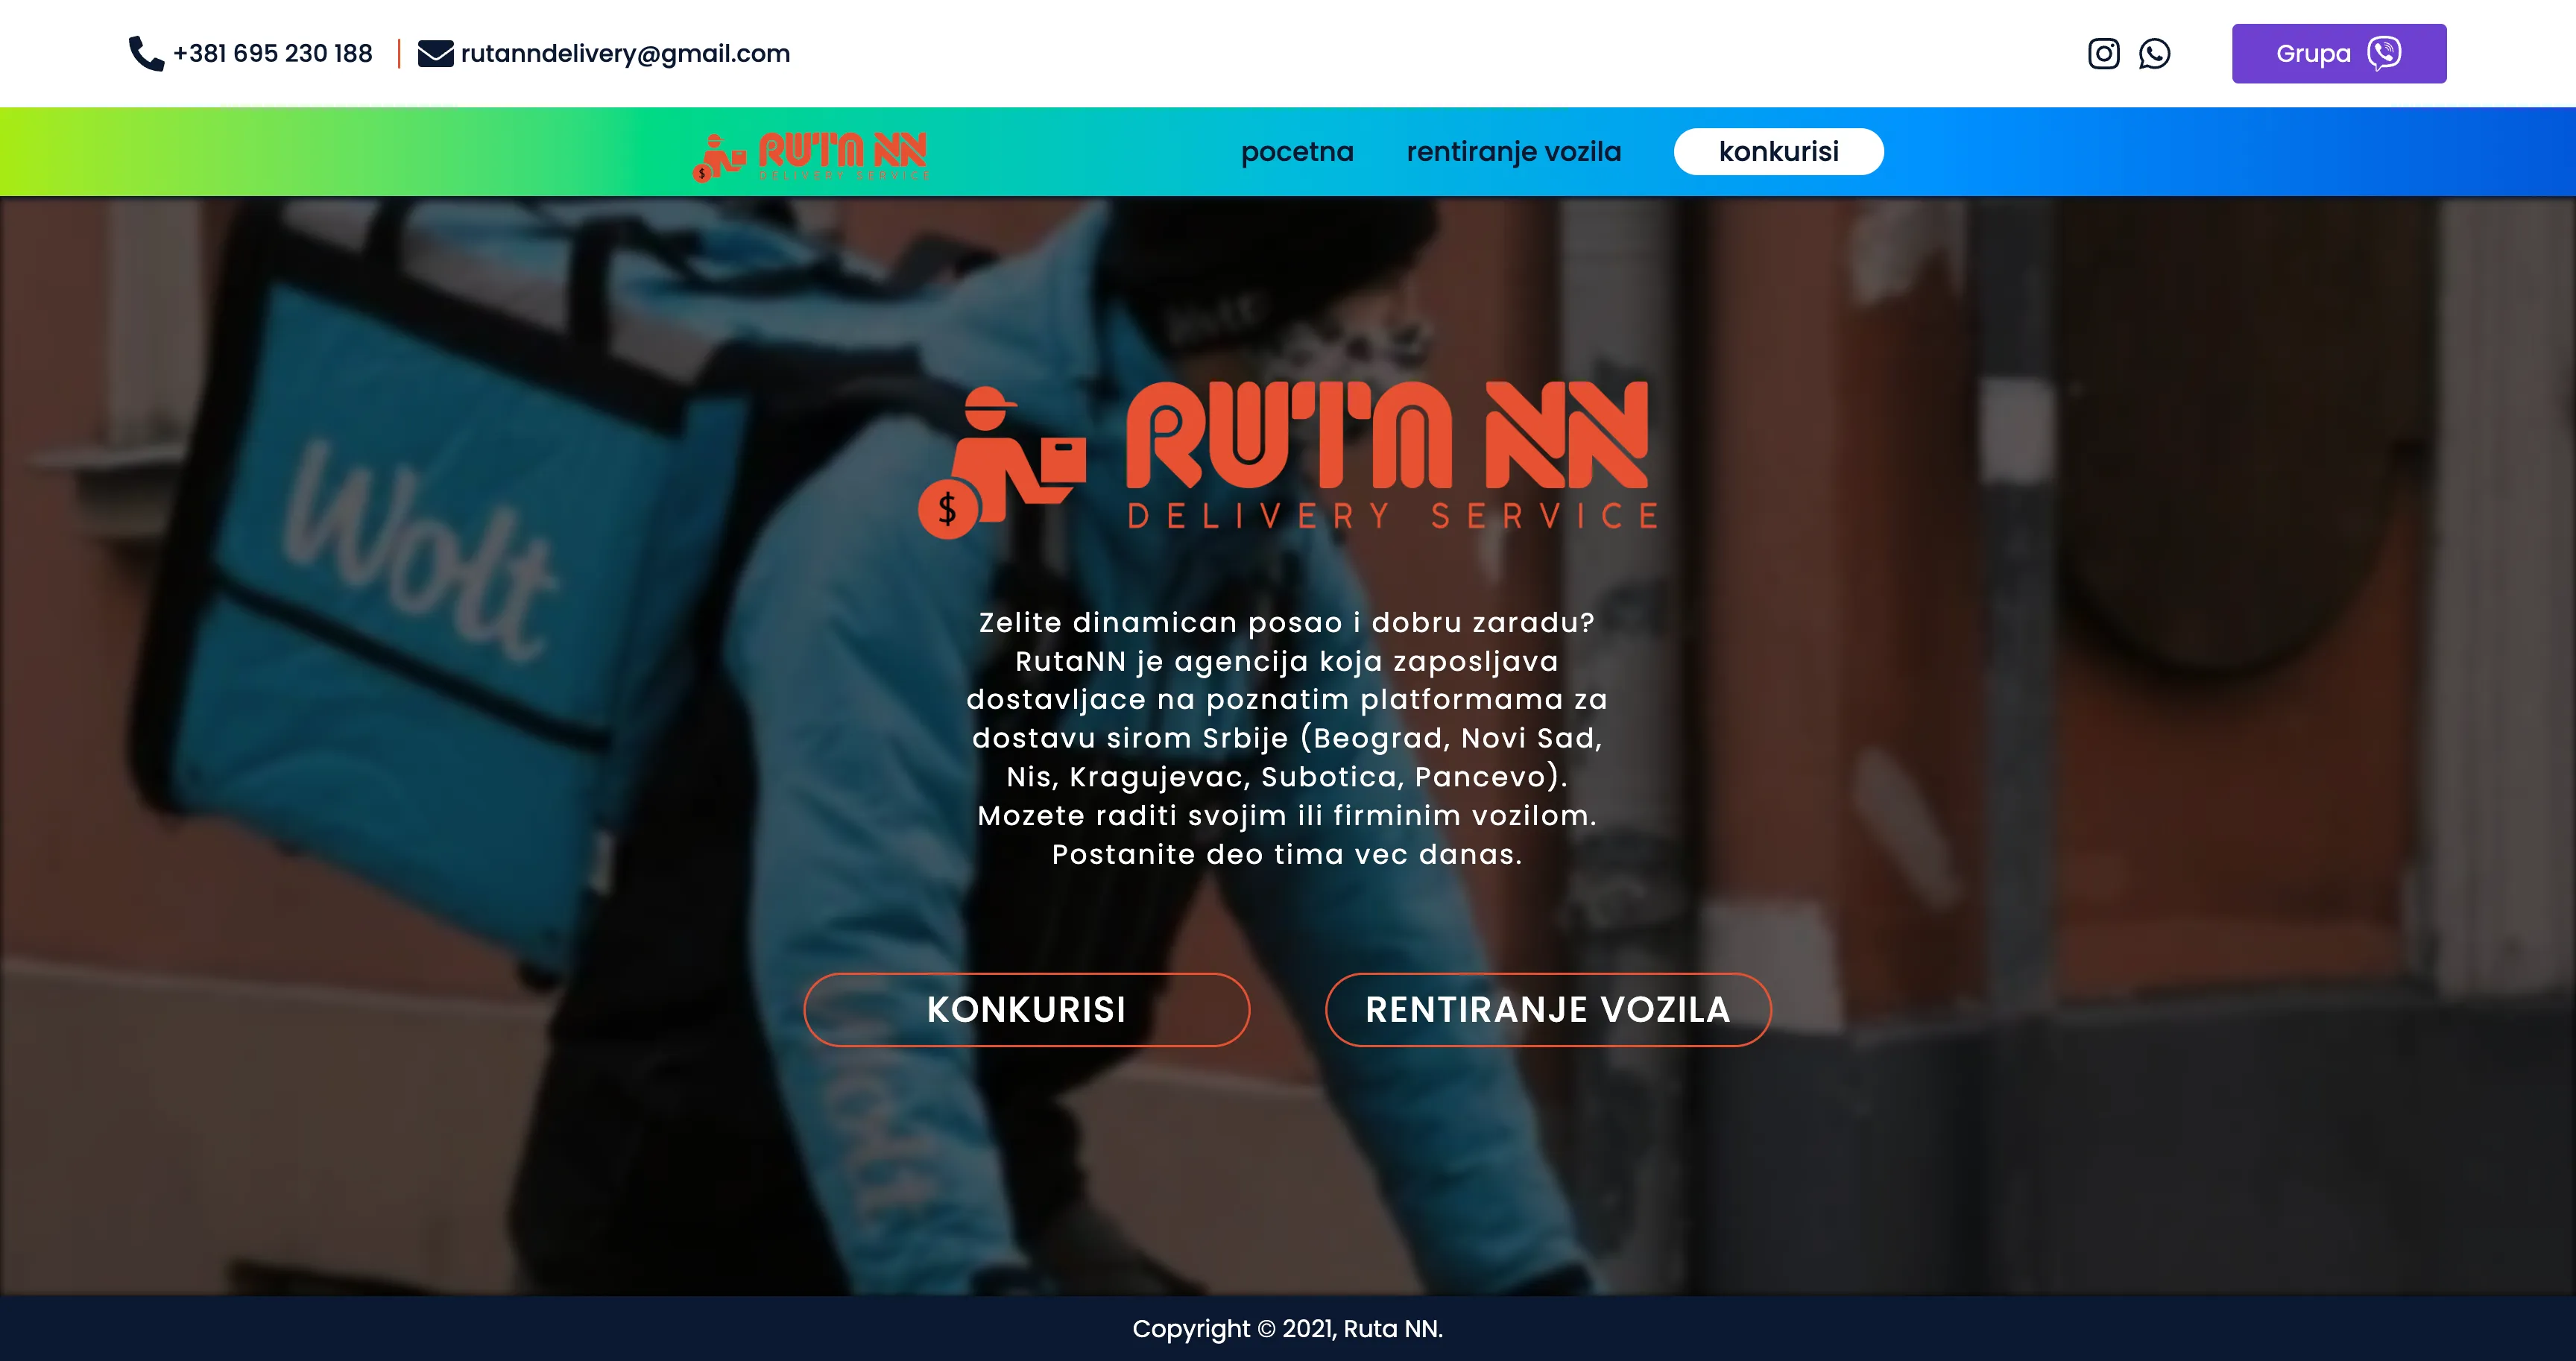 +381 695 230 188 | rutanndelivery@gmail.com
Grupa
RUTA NN
DELIVERY SERVICE
$
pocetna rentiranje vozila konkurisi
Wolt
Wolt
$
RUTA NN
DELIVERY SERVICE
Zelite dinamican posao i dobru zaradu?
RutaNN je agencija koja zaposljava
dostavljace na poznatim platformama za
dostavu sirom Srbije (Beograd, Novi Sad,
Nis, Kragujevac, Subotica, Pancevo).
Mozete raditi svojim ili firminim vozilom.
Postanite deo tima vec danas.
KONKURISI
RENTIRANJE VOZILA
Wolt
Copyright © 2021, Ruta NN.